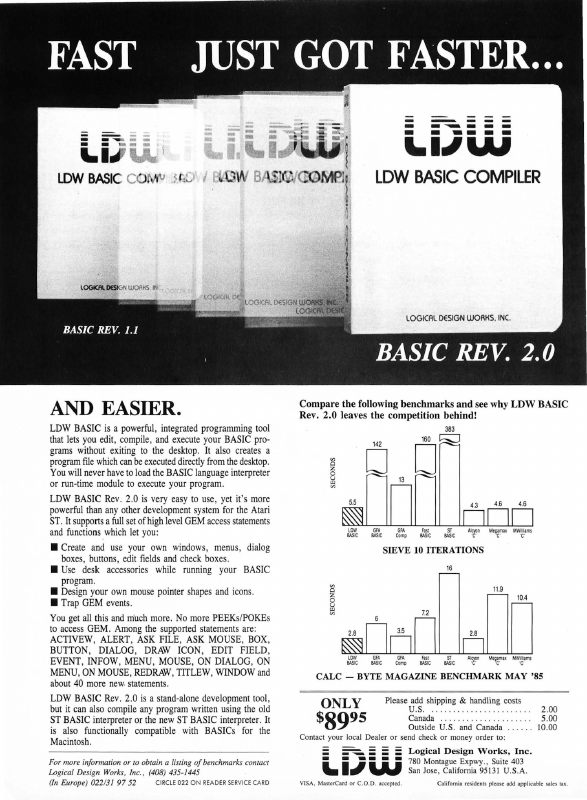 FAST JUST GOT FASTER...
LDW
LDW BASIC COMPILER
LOGICAL DESIGN WORKS, INC.
BASIC REV. 1.1
BASIC REV. 2.0
AND EASIER.
LDW BASIC is a powerful, integrated programming tool
that lets you edit, compile, and execute your BASIC pro-
grams without exiting to the desktop. It also creates a
program file which can be executed directly from the desktop.
You will never have to load the BASIC language interpreter
or run-time module to execute your program.
LDW BASIC Rev. 2.0 is very easy to use, yet it's more
powerful than any other development system for the Atari
ST. It supports a full set of high level GEM access statements
and functions which let you:
■ Create and use your own windows, menus, dialog
boxes, buttons, edit fields and check boxes.
■ Use desk accessories while running your BASIC
program.
■ Design your own mouse pointer shapes and icons.
■ Trap GEM events.
You get all this and much more. No more PEEKs/POKEs
to access GEM. Among the supported statements are:
ACTIVEW, ALERT, ASK FILE, ASK MOUSE, BOX,
BUTTON, DIALOG, DRAW ICON, EDIT FIELD,
EVENT, INFOW, MENU, MOUSE, ON DIALOG, ON
MENU, ON MOUSE, REDRAW, TITLEW, WINDOW and
about 40 more new statements.
LDW BASIC Rev. 2.0 is a stand-alone development tool,
but it can also compile any program written using the old
ST BASIC interpreter or the new ST BASIC interpreter. It
is also functionally compatible with BASICs for the
Macintosh.
For more information or to obtain a listing of benchmarks contact
Logical Design Works, Inc., (408) 435-1445
(In Europe) 022/31 97 52 CIRCLE 022 ON READER SERVICE CARD
Compare the following benchmarks and see why LDW BASIC
Rev. 2.0 leaves the competition behind!
SECONDS
5.5 142 13 160 383 4.3 4.6 4.6
LDW GFA GFA Fast ST Alcyon Megamax MWilliams
BASIC BASIC Comp BASIC BASIC 'C' 'C' 'C'
SIEVE 10 ITERATIONS
SECONDS
2.8 6 3.5 7.2 16 2.8 11.9 10.4
LDW GFA GFA Fast ST Alcyon Megamax MWilliams
BASIC BASIC Comp BASIC BASIC 'C' 'C' 'C'
CALC — BYTE MAGAZINE BENCHMARK MAY '85
ONLY
$8995
Please add shipping & handling costs
U.S. .................... 2.00
Canada .................. 5.00
Outside U.S. and Canada ...... 10.00
Contact your local Dealer or send check or money order to:
LDW
Logical Design Works, Inc.
780 Montague Expwy., Suite 403
San Jose, California 95131 U.S.A.
VISA, MasterCard or C.O.D. accepted. California residents please add applicable sales tax.